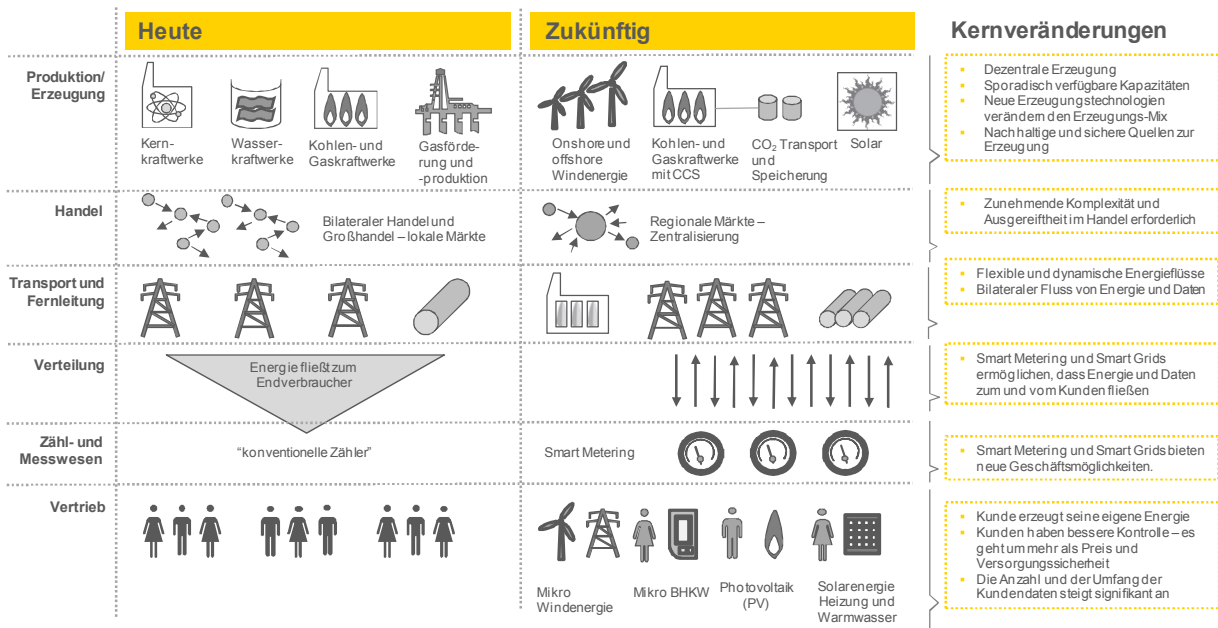 Heute
Zukünftig
Kernveränderungen
Produktion/
Erzeugung
Kern-
kraftwerke
Wasser-
kraftwerke
Kohlen- und
Gaskraftwerke
Gasförde-
rung und
-produktion
Onshore und
offshore
Windenergie
Kohlen- und
Gaskraftwerke
mit CCS
CO₂ Transport
und
Speicherung
Solar
Dezentrale Erzeugung
Sporadisch verfügbare Kapazitäten
Neue Erzeugungstechnologien
verändern den Erzeugungs-Mix
Nachhaltige und sichere Quellen zur
Erzeugung
Handel
Bilateraler Handel und
Großhandel – lokale Märkte
Regionale Märkte –
Zentralisierung
Zunehmende Komplexität und
Ausgereiftheit im Handel erforderlich
Transport und
Fernleitung
Flexible und dynamische Energieflüsse
Bilateraler Fluss von Energie und Daten
Verteilung
Energie fließt zum
Endverbraucher
Smart Metering und Smart Grids
ermöglichen, dass Energie und Daten
zum und vom Kunden fließen
Zähl- und
Messwesen
"konventionelle Zähler"
Smart Metering
Smart Metering und Smart Grids bieten
neue Geschäftsmöglichkeiten.
Vertrieb
Mikro
Windenergie
Mikro BHKW
Photovoltaik
(PV)
Solarenergie
Heizung und
Warmwasser
Kunde erzeugt seine eigene Energie
Kunden haben bessere Kontrolle – es
geht um mehr als Preis und
Versorgungssicherheit
Die Anzahl und der Umfang der
Kundendaten steigt signifikant an